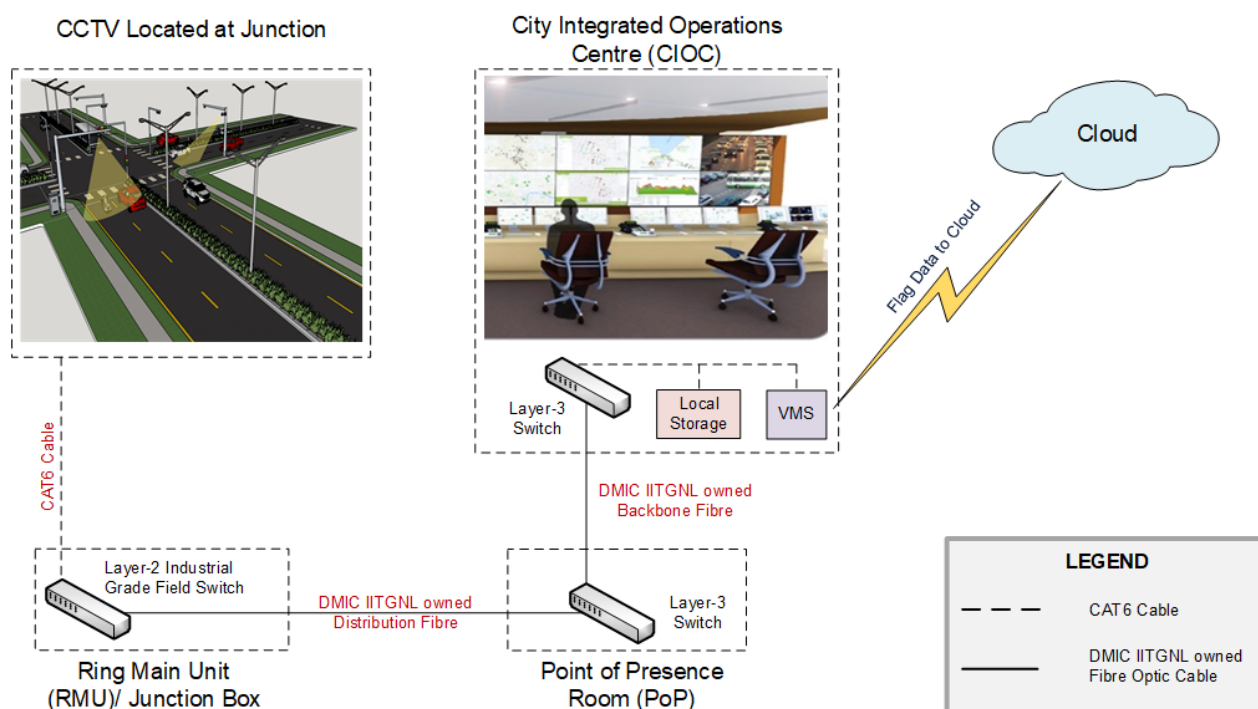 CCTV Located at Junction
City Integrated Operations
Centre (CIOC)
Cloud
Flag Data to Cloud
Layer-3
Switch
Local
Storage
VMS
CAT6 Cable
DMIC IITGNL owned
Backbone Fibre
Layer-2 Industrial
Grade Field Switch
DMIC IITGNL owned
Distribution Fibre
Layer-3
Switch
Ring Main Unit
(RMU)/ Junction Box
Point of Presence
Room (PoP)
LEGEND
CAT6 Cable
DMIC IITGNL owned
Fibre Optic Cable